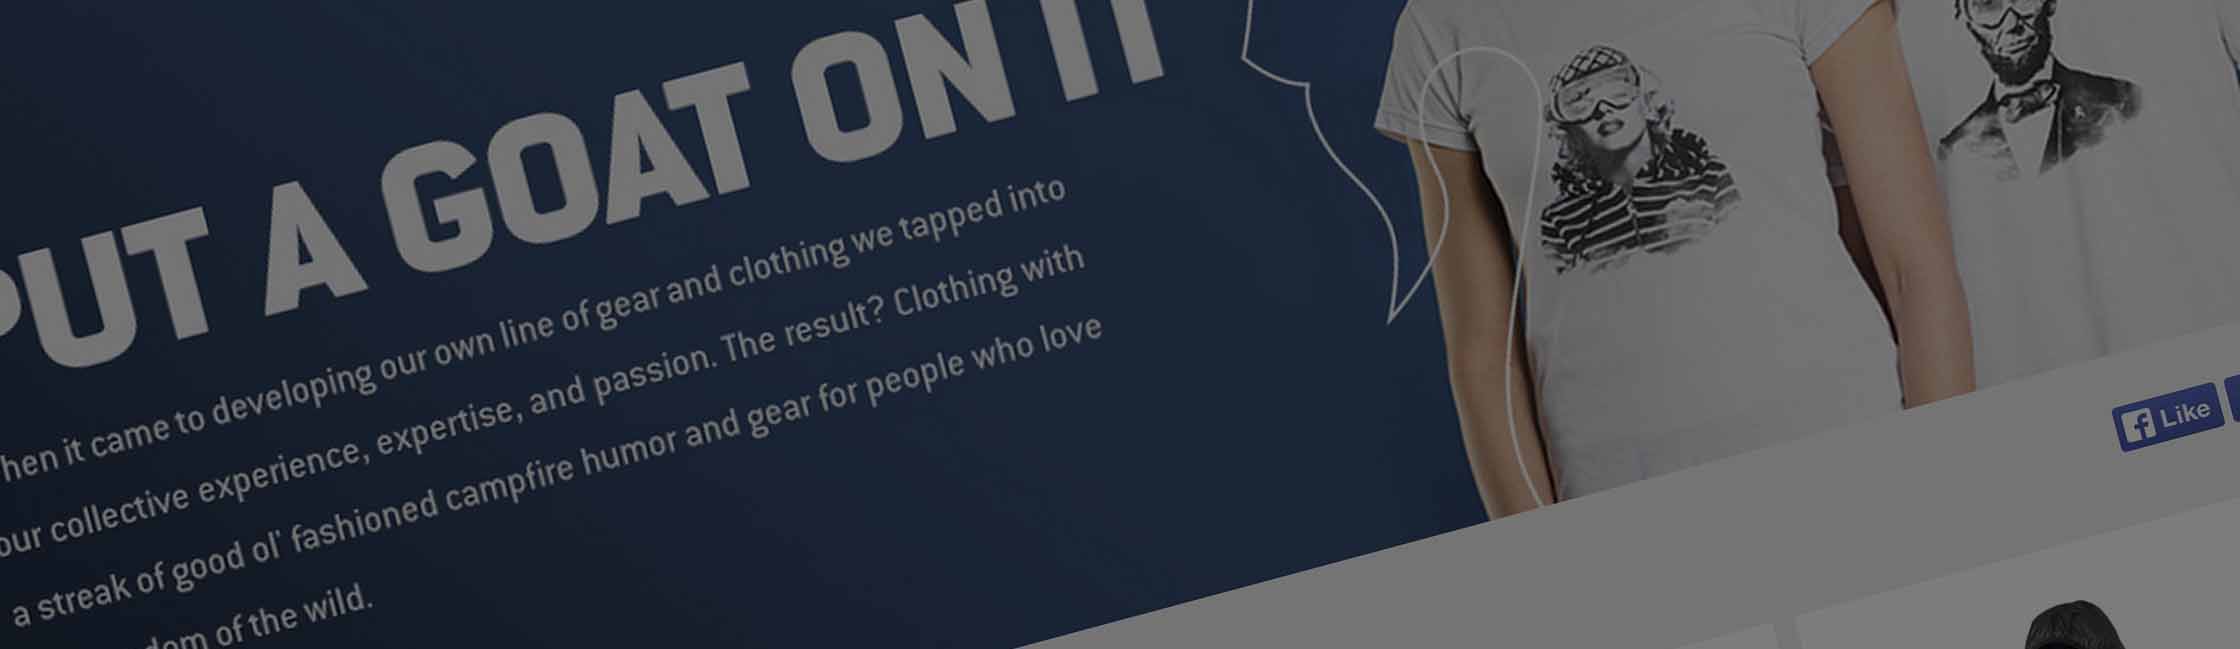 PUT A GOAT ON IT
hen it came to developing our own line of gear and clothing we tapped into
our collective experience, expertise, and passion. The result? Clothing with
a streak of good ol' fashioned campfire humor and gear for people who love
dom of the wild.
Like